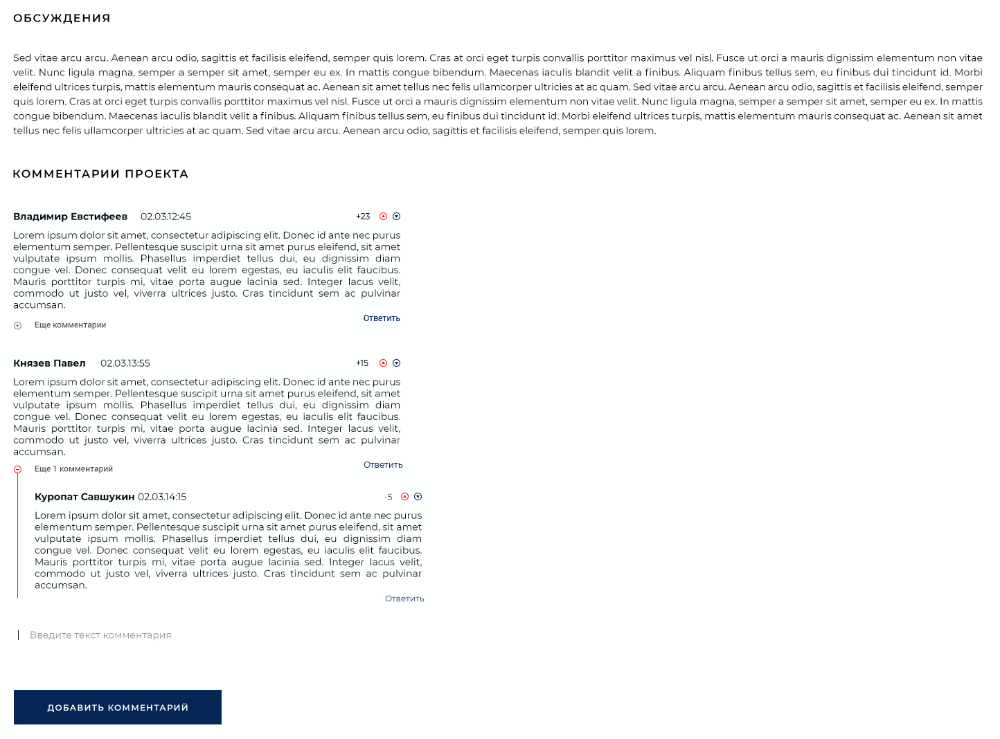 ОБСУЖДЕНИЯ
Sed vitae arcu arcu. Aenean arcu odio, sagittis et facilisis eleifend, semper quis lorem. Cras at orci eget turpis convallis porttitor maximus vel nisl. Fusce ut orci a mauris dignissim elementum non vitae
velit. Nunc ligula magna, semper a semper sit amet, semper eu ex. In mattis congue bibendum. Maecenas iaculis blandit velit a finibus. Aliquam finibus tellus sem, eu finibus dui tincidunt id. Morbi
eleifend ultrices turpis, mattis elementum mauris consequat ac. Aenean sit amet tellus nec felis ullamcorper ultricies at ac quam. Sed vitae arcu arcu. Aenean arcu odio, sagittis et facilisis eleifend, semper
quis lorem. Cras at orci eget turpis convallis porttitor maximus vel nisl. Fusce ut orci a mauris dignissim elementum non vitae velit. Nunc ligula magna, semper a semper sit amet, semper eu ex. In mattis
congue bibendum. Maecenas iaculis blandit velit a finibus. Aliquam finibus tellus sem, eu finibus dui tincidunt id. Morbi eleifend ultrices turpis, mattis elementum mauris consequat ac. Aenean sit amet
tellus nec felis ullamcorper ultricies at ac quam. Sed vitae arcu arcu. Aenean arcu odio, sagittis et facilisis eleifend, semper quis lorem.
КОММЕНТАРИИ ПРОЕКТА
Владимир Евстифеев 02.03.12:45 +23
Lorem ipsum dolor sit amet, consectetur adipiscing elit. Donec id ante nec purus
elementum semper. Pellentesque suscipit urna sit amet purus eleifend, sit amet
vulputate ipsum mollis. Phasellus imperdiet tellus dui, eu dignissim diam
congue vel. Donec consequat velit eu lorem egestas, eu iaculis elit faucibus.
Mauris porttitor turpis mi, vitae porta augue lacinia sed. Integer lacus velit,
commodo ut justo vel, viverra ultrices justo. Cras tincidunt sem ac pulvinar
accumsan.
Ответить
Еще комментарии
Князев Павел 02.03.13:55 +15
Lorem ipsum dolor sit amet, consectetur adipiscing elit. Donec id ante nec purus
elementum semper. Pellentesque suscipit urna sit amet purus eleifend, sit amet
vulputate ipsum mollis. Phasellus imperdiet tellus dui, eu dignissim diam
congue vel. Donec consequat velit eu lorem egestas, eu iaculis elit faucibus.
Mauris porttitor turpis mi, vitae porta augue lacinia sed. Integer lacus velit,
commodo ut justo vel, viverra ultrices justo. Cras tincidunt sem ac pulvinar
accumsan.
Ответить
Еще 1 комментарий
Куропат Савшукин 02.03.14:15 -5
Lorem ipsum dolor sit amet, consectetur adipiscing elit. Donec id ante nec purus
elementum semper. Pellentesque suscipit urna sit amet purus eleifend, sit amet
vulputate ipsum mollis. Phasellus imperdiet tellus dui, eu dignissim diam
congue vel. Donec consequat velit eu lorem egestas, eu iaculis elit faucibus.
Mauris porttitor turpis mi, vitae porta augue lacinia sed. Integer lacus velit,
commodo ut justo vel, viverra ultrices justo. Cras tincidunt sem ac pulvinar
accumsan.
Ответить
Введите текст комментария
ДОБАВИТЬ КОММЕНТАРИЙ